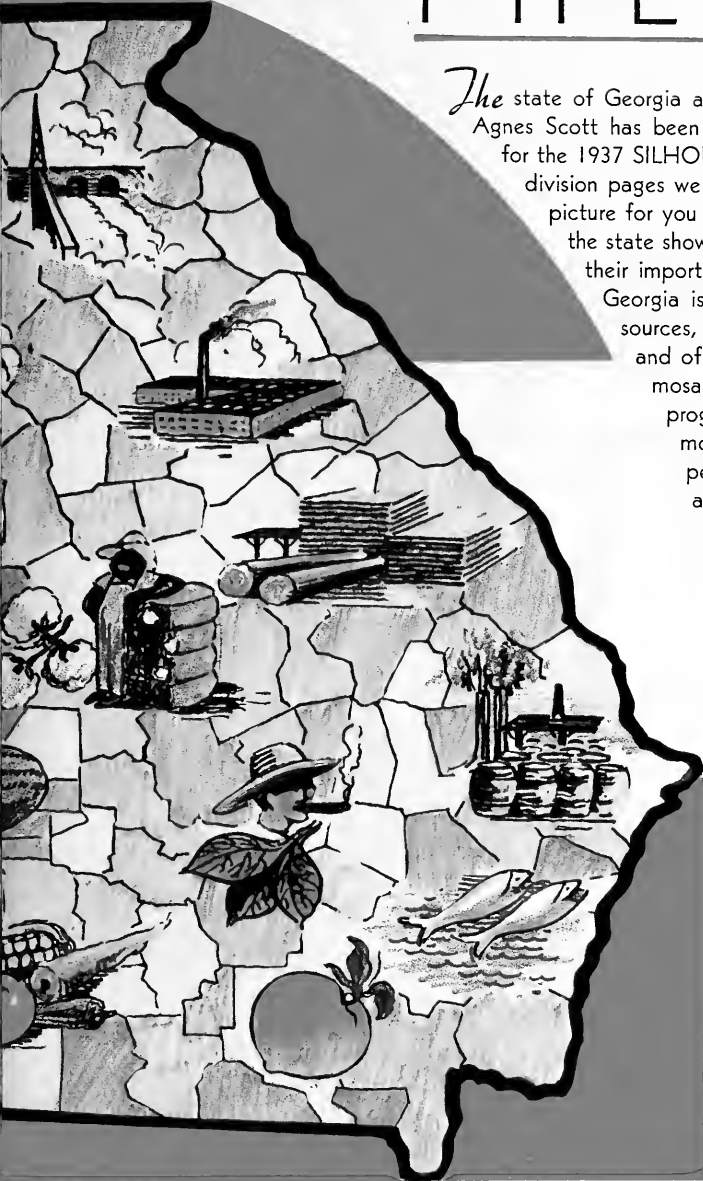 The state of Georgia a
Agnes Scott has been
for the 1937 SILHOU
division pages we
picture for you
the state show
their import
Georgia is
sources,
and of
mosa
prog
mo
pe
a